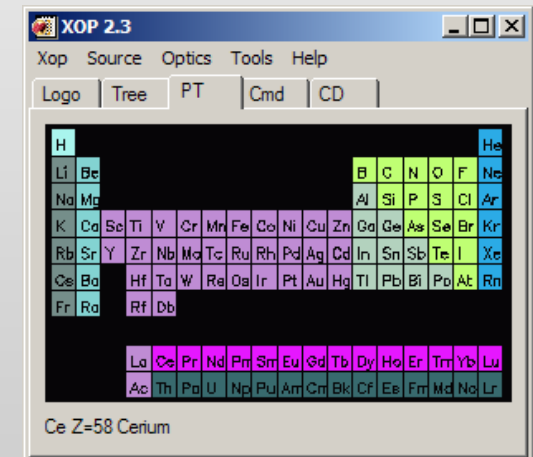 XOP 2.3
Xop Source Optics Tools Help
Logo Tree PT Cmd CD
H He
Li Be B C N O F Ne
Na Mg Al Si P S Cl Ar
K Ca Sc Ti V Cr Mn Fe Co Ni Cu Zn Ga Ge As Se Br Kr
Rb Sr Y Zr Nb Mo Tc Ru Rh Pd Ag Cd In Sn Sb Te I Xe
Cs Ba Hf Ta W Re Os Ir Pt Au Hg Tl Pb Bi Po At Rn
Fr Ra Rf Db
La Ce Pr Nd Pm Sm Eu Gd Tb Dy Ho Er Tm Yb Lu
Ac Th Pa U Np Pu Am Cm Bk Cf Es Fm Md No Lr
Ce Z=58 Cerium